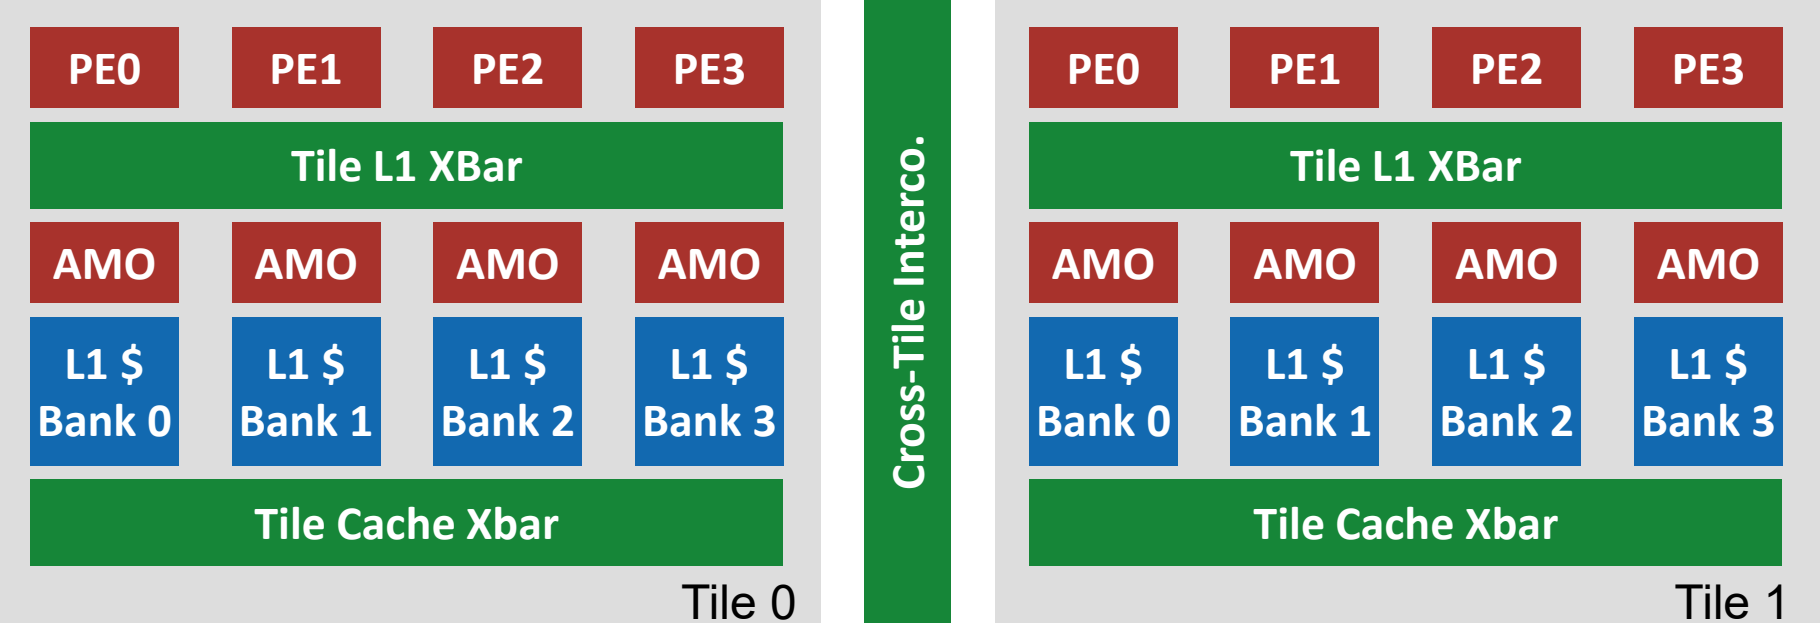 PE0 PE1 PE2 PE3
Tile L1 XBar
AMO AMO AMO AMO
L1 $ L1 $ L1 $ L1 $
Bank 0 Bank 1 Bank 2 Bank 3
Tile Cache Xbar
Tile 0
Cross-Tile Interco.
PE0 PE1 PE2 PE3
Tile L1 XBar
AMO AMO AMO AMO
L1 $ L1 $ L1 $ L1 $
Bank 0 Bank 1 Bank 2 Bank 3
Tile Cache Xbar
Tile 1